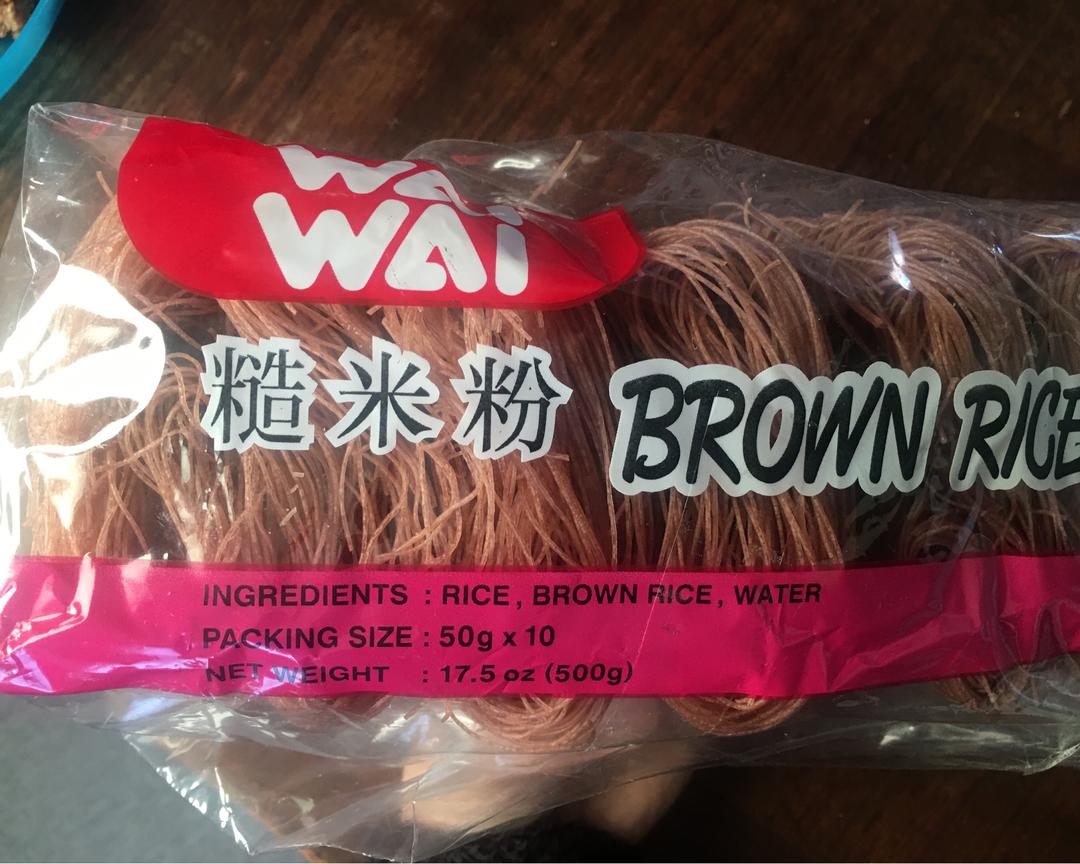 Wai
Wai
糙米粉
BROWN RICE
INGREDIENTS : RICE, BROWN RICE, WATER
PACKING SIZE : 50g x 10
NET WEIGHT : 17.5 oz (500g)